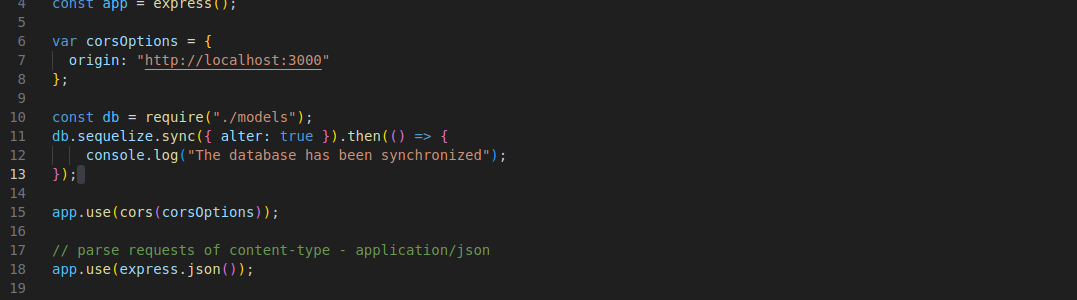 4 const app = express();
5
6 var corsOptions = {
7 origin: "http://localhost:3000"
8 };
9
10 const db = require("./models");
11 db.sequelize.sync({ alter: true }).then(() => {
12 console.log("The database has been synchronized");
13 });
14
15 app.use(cors(corsOptions));
16
17 // parse requests of content-type - application/json
18 app.use(express.json());
19